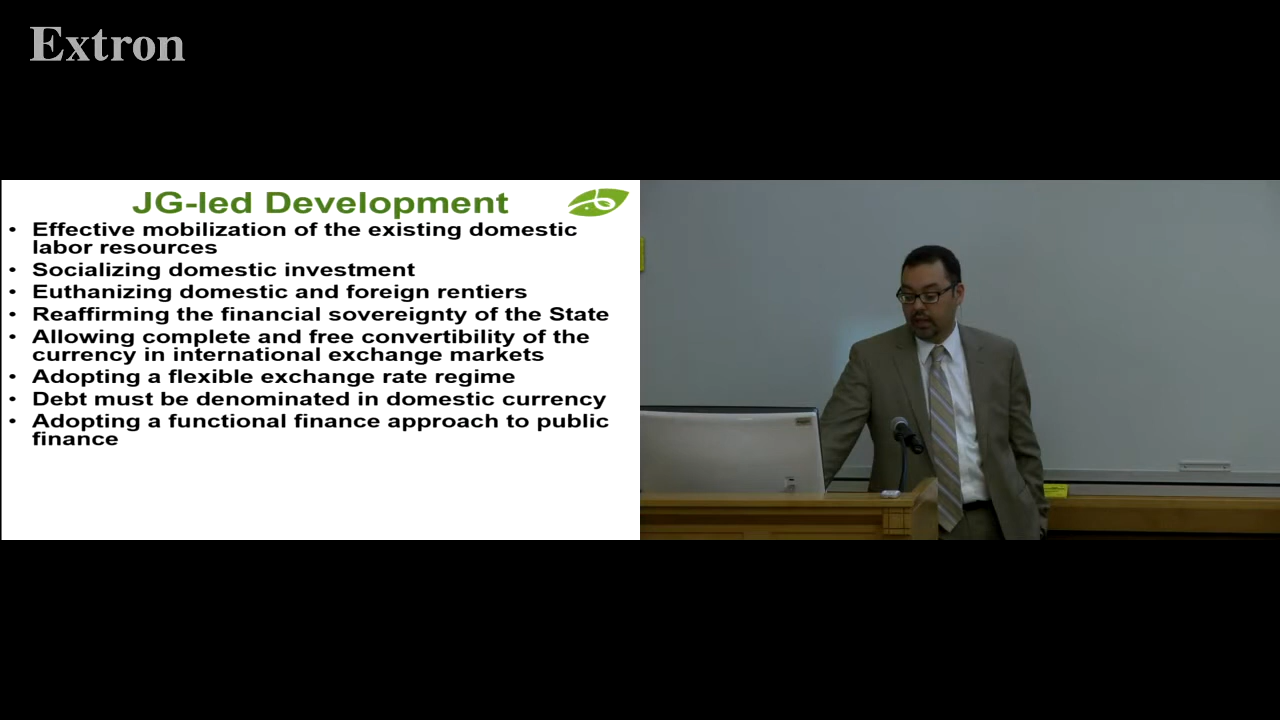 Extron
JG-led Development
• Effective mobilization of the existing domestic
labor resources
• Socializing domestic investment
• Euthanizing domestic and foreign rentiers
• Reaffirming the financial sovereignty of the State
• Allowing complete and free convertibility of the
currency in international exchange markets
• Adopting a flexible exchange rate regime
• Debt must be denominated in domestic currency
• Adopting a functional finance approach to public
finance